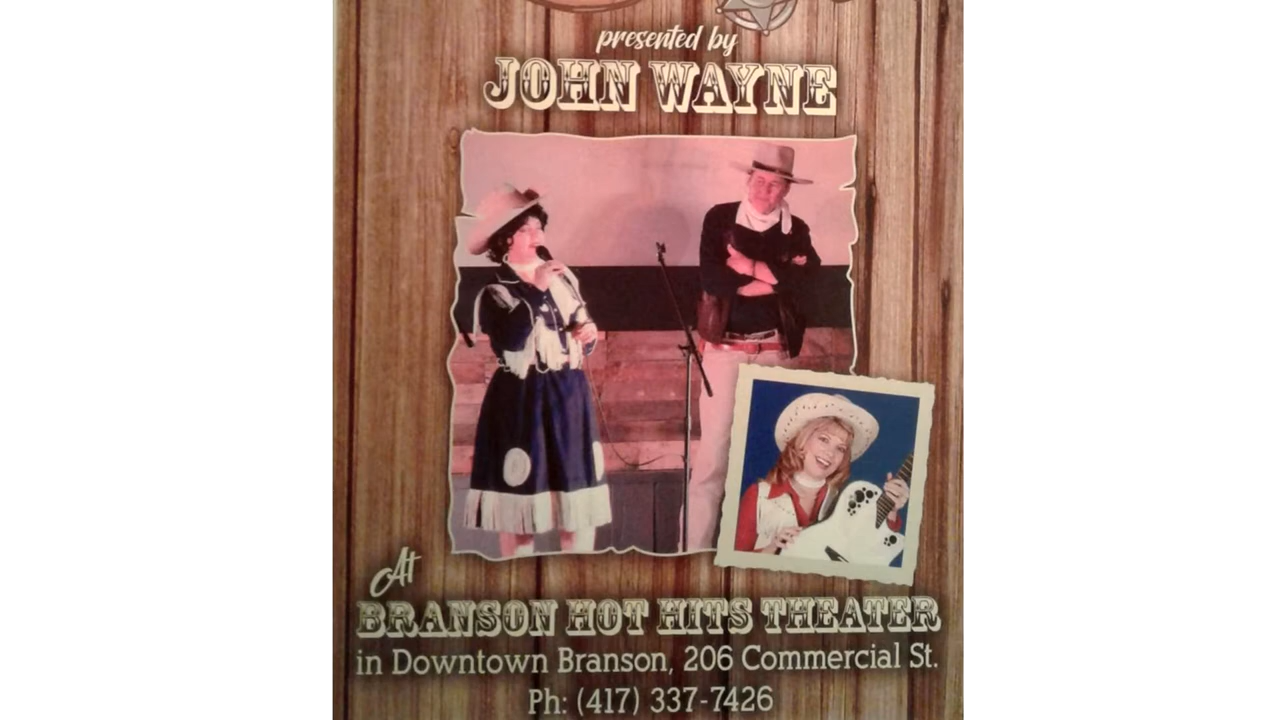 presented by
JOHN WAYNE
At
BRANSON HOT HITS THEATER
in Downtown Branson, 206 Commercial St.
Ph: (417) 337-7426